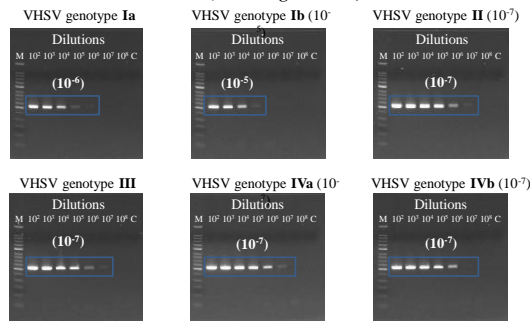 VHSV genotype Ia
Dilutions
M 10² 10³ 10⁴ 10⁵ 10⁶ 10⁷ 10⁸ C
(10⁻⁶)
VHSV genotype Ib (10⁻
Dilutions
M 10² 10³ 10⁴ 10⁵ 10⁶ 10⁷ 10⁸ C
(10⁻⁵)
VHSV genotype II (10⁻⁷)
Dilutions
M 10² 10³ 10⁴ 10⁵ 10⁶ 10⁷ 10⁸ C
(10⁻⁷)
VHSV genotype III
Dilutions
M 10² 10³ 10⁴ 10⁵ 10⁶ 10⁷ 10⁸ C
(10⁻⁷)
VHSV genotype IVa (10⁻
Dilutions
M 10² 10³ 10⁴ 10⁵ 10⁶ 10⁷ 10⁸ C
(10⁻⁷)
VHSV genotype IVb (10⁻⁷)
Dilutions
M 10² 10³ 10⁴ 10⁵ 10⁶ 10⁷ 10⁸ C
(10⁻⁷)